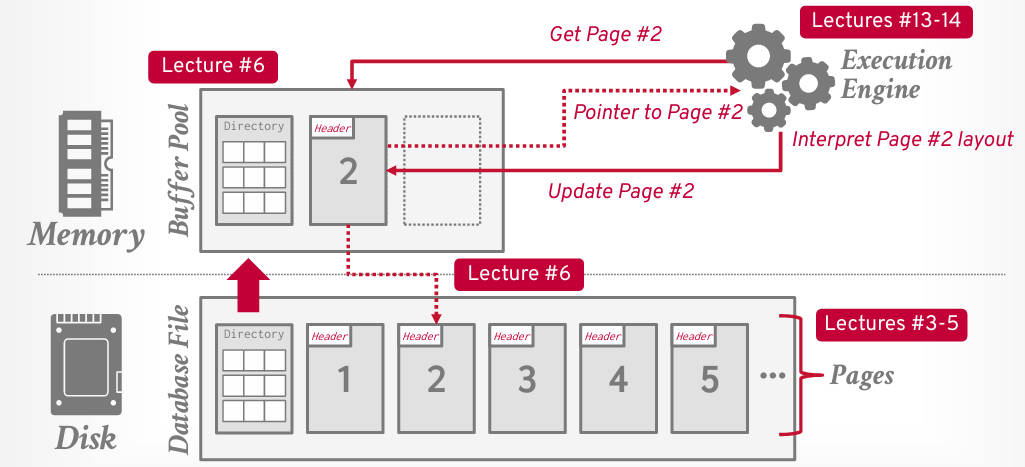 Lectures #13-14
Get Page #2
Execution
Engine
Lecture #6
Pointer to Page #2
Interpret Page #2 layout
Update Page #2
Buffer Pool
Directory
Header
2
Memory
Lecture #6
Database File
Directory
Header
1
Header
2
Header
3
Header
4
Header
5
...
Lectures #3-5
Pages
Disk